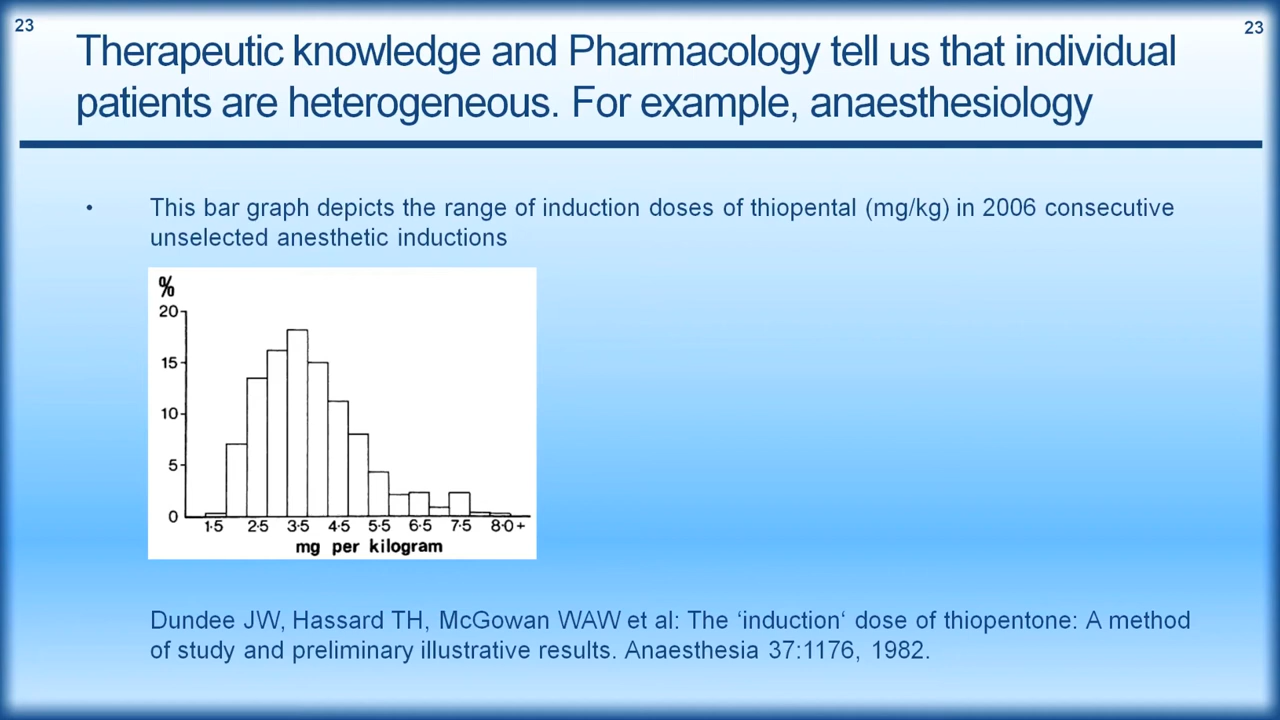 23
23
Therapeutic knowledge and Pharmacology tell us that individual
patients are heterogeneous. For example, anaesthesiology
• This bar graph depicts the range of induction doses of thiopental (mg/kg) in 2006 consecutive
unselected anesthetic inductions
%
20
15
10
5
0
1·5 2·5 3·5 4·5 5·5 6·5 7·5 8·0+
mg per kilogram
Dundee JW, Hassard TH, McGowan WAW et al: The ‘induction‘ dose of thiopentone: A method
of study and preliminary illustrative results. Anaesthesia 37:1176, 1982.